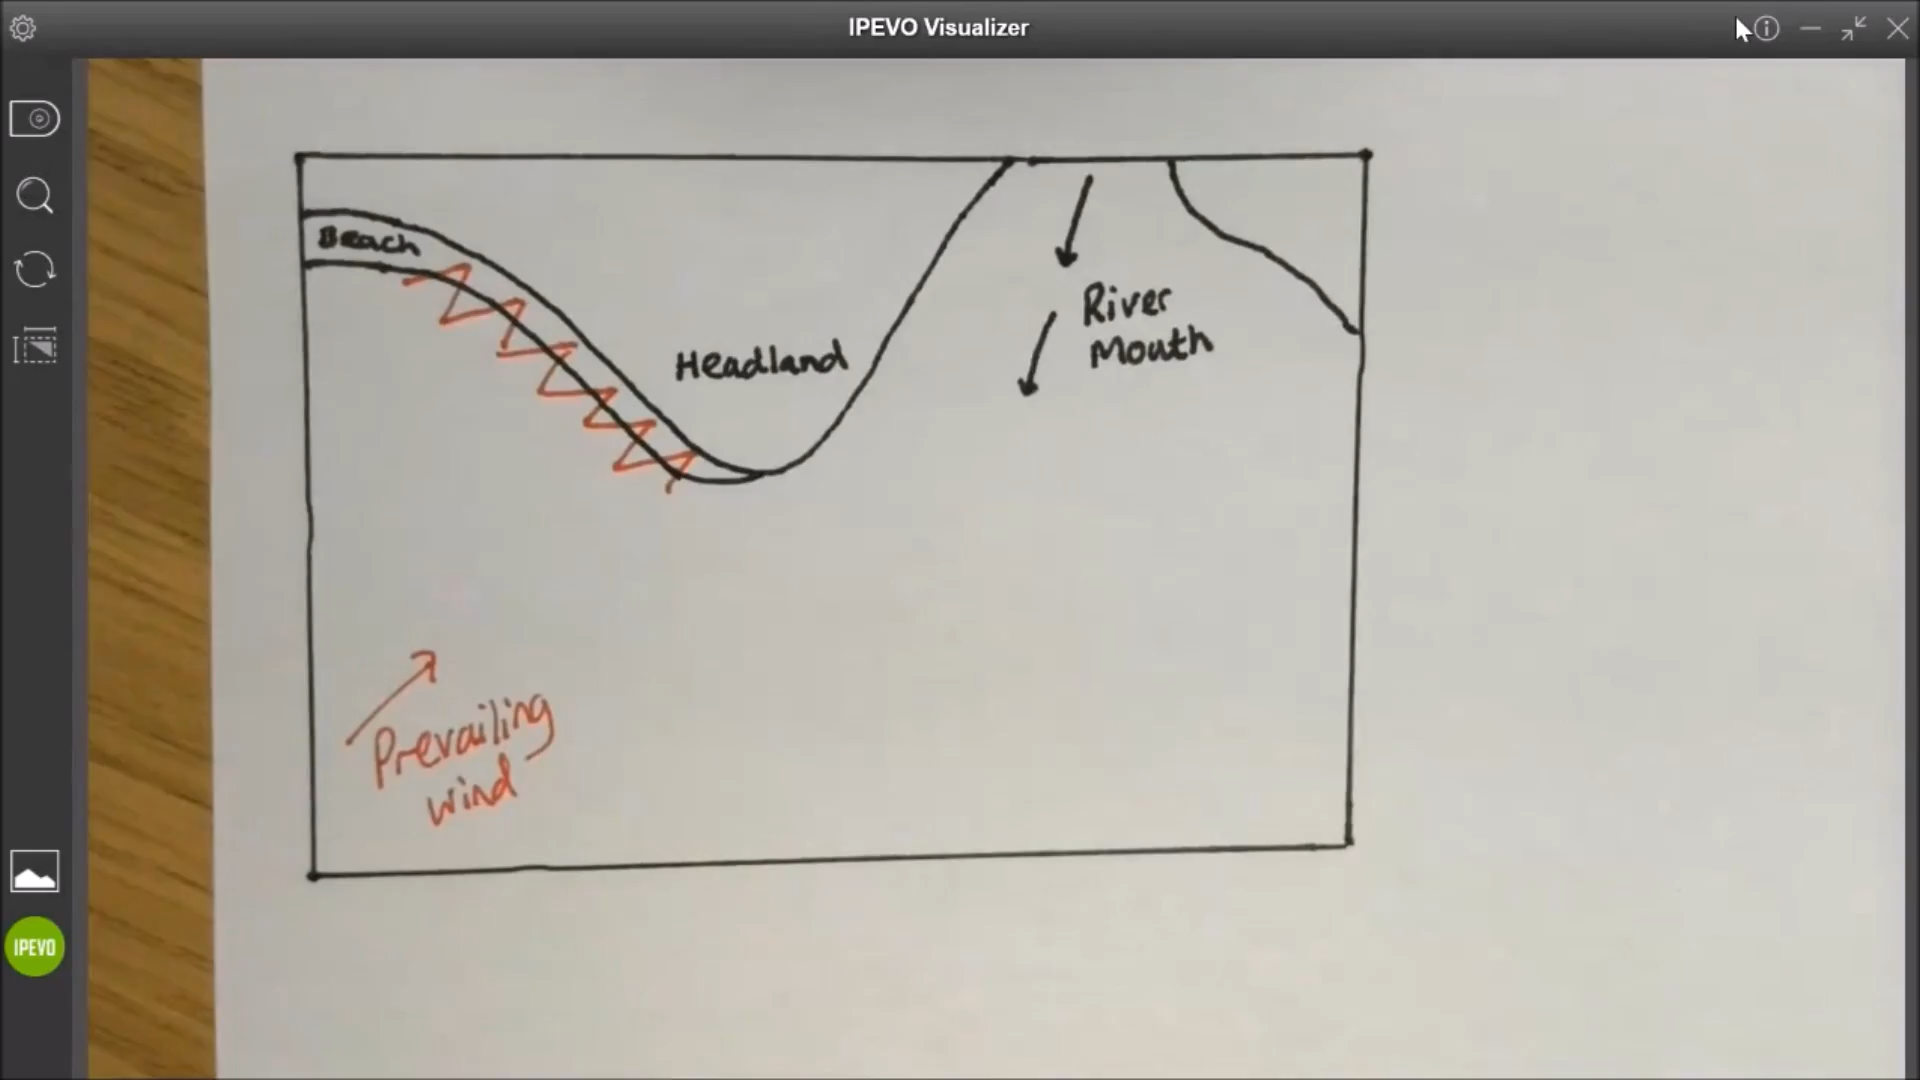 IPEVO Visualizer
Beach
Headland
River
Mouth
Prevailing
wind
IPEVO